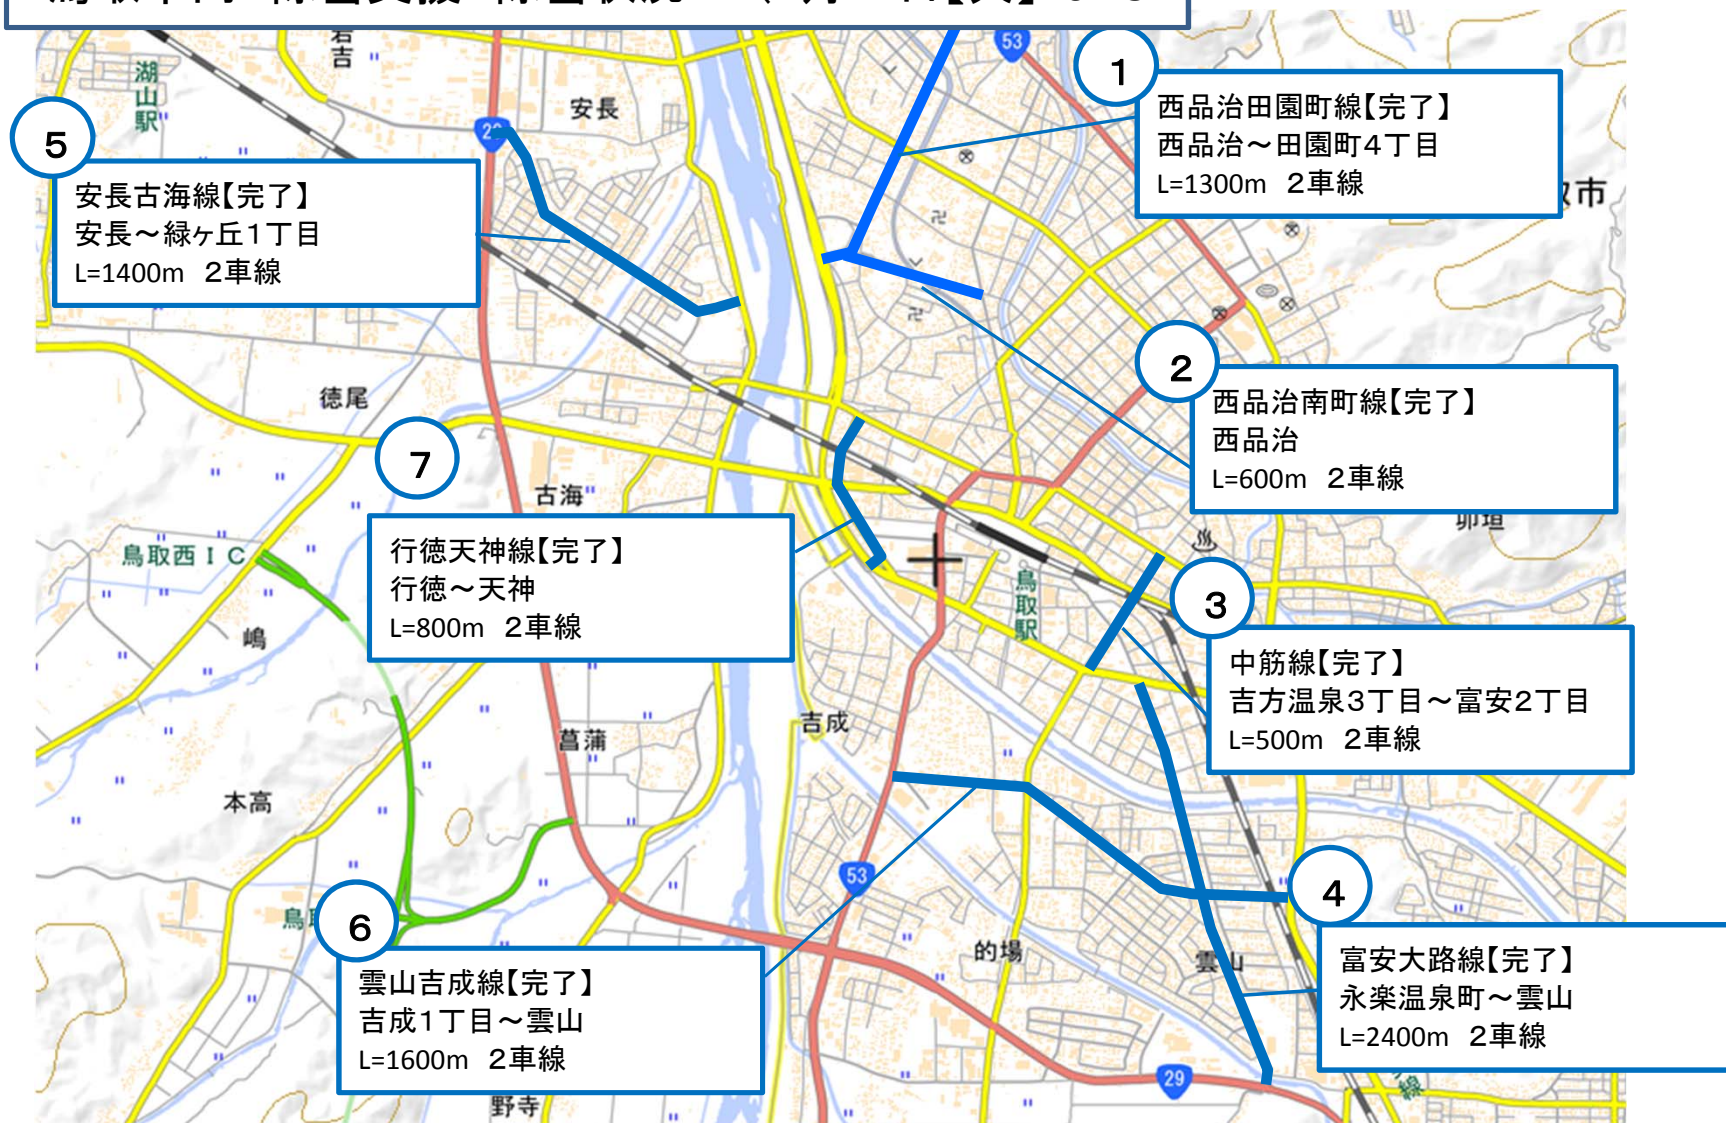 1
西品治田園町線【完了】
西品治～田園町4丁目
L=1300m 2車線
2
西品治南町線【完了】
西品治
L=600m 2車線
3
中筋線【完了】
吉方温泉3丁目～富安2丁目
L=500m 2車線
4
富安大路線【完了】
永楽温泉町～雲山
L=2400m 2車線
5
安長古海線【完了】
安長～緑ヶ丘1丁目
L=1400m 2車線
6
雲山吉成線【完了】
吉成1丁目～雲山
L=1600m 2車線
7
行徳天神線【完了】
行徳～天神
L=800m 2車線
湖山駅
安長
53
市
徳尾
古海
鳥取西IC
嶋
鳥取駅
卯垣
吉成
菖蒲
本高
53
的場
雲山
29
野寺
線